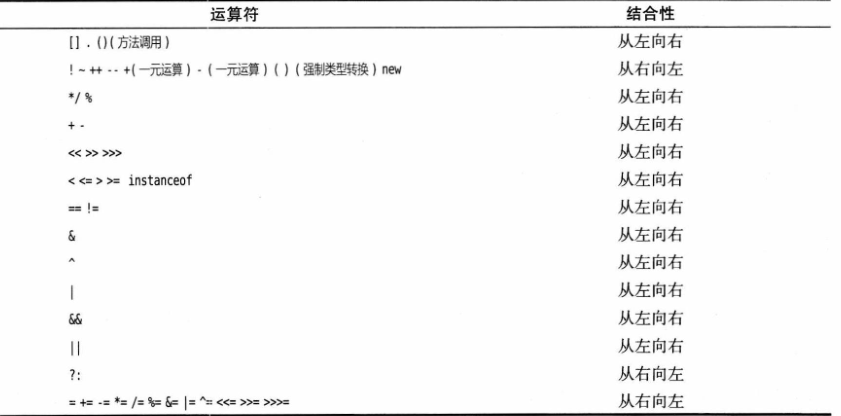 运算符 结合性
[] . ()(方法调用) 从左向右
! ~ ++ -- +(一元运算) -(一元运算) ()(强制类型转换) new 从右向左
*/ % 从左向右
+ - 从左向右
<< >> >>> 从左向右
< <= > >= instanceof 从左向右
== != 从左向右
& 从左向右
^ 从左向右
| 从左向右
&& 从左向右
|| 从左向右
?: 从右向左
= += -= *= /= %= &= |= ^= <<= >>= >>>= 从右向左